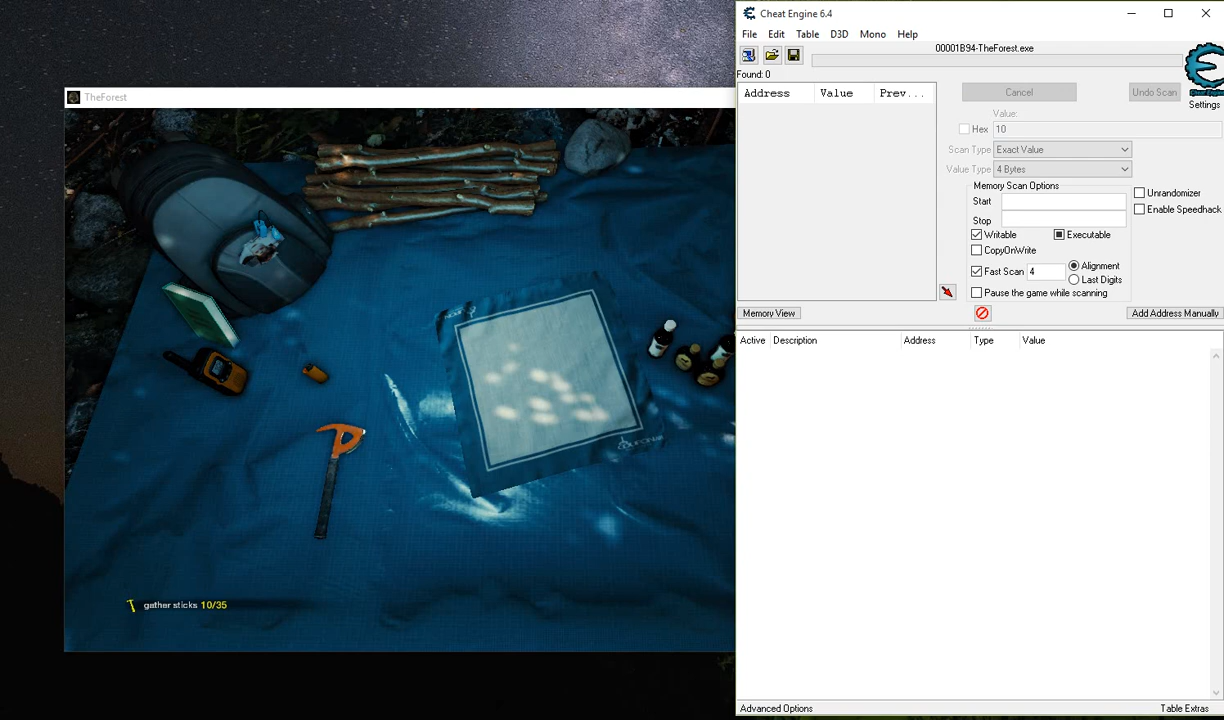 TheForest
gather sticks 10/35
Cheat Engine 6.4
File Edit Table D3D Mono Help
00001B94-TheForest.exe
Found: 0
Address Value Prev...
Cancel Undo Scan
Settings
Value:
Hex 10
Scan Type Exact Value
Value Type 4 Bytes
Memory Scan Options
Start
Stop
Unrandomizer
Enable Speedhack
Writable Executable
CopyOnWrite
Fast Scan 4 Alignment
Last Digits
Pause the game while scanning
Memory View Add Address Manually
Active Description Address Type Value
Advanced Options Table Extras